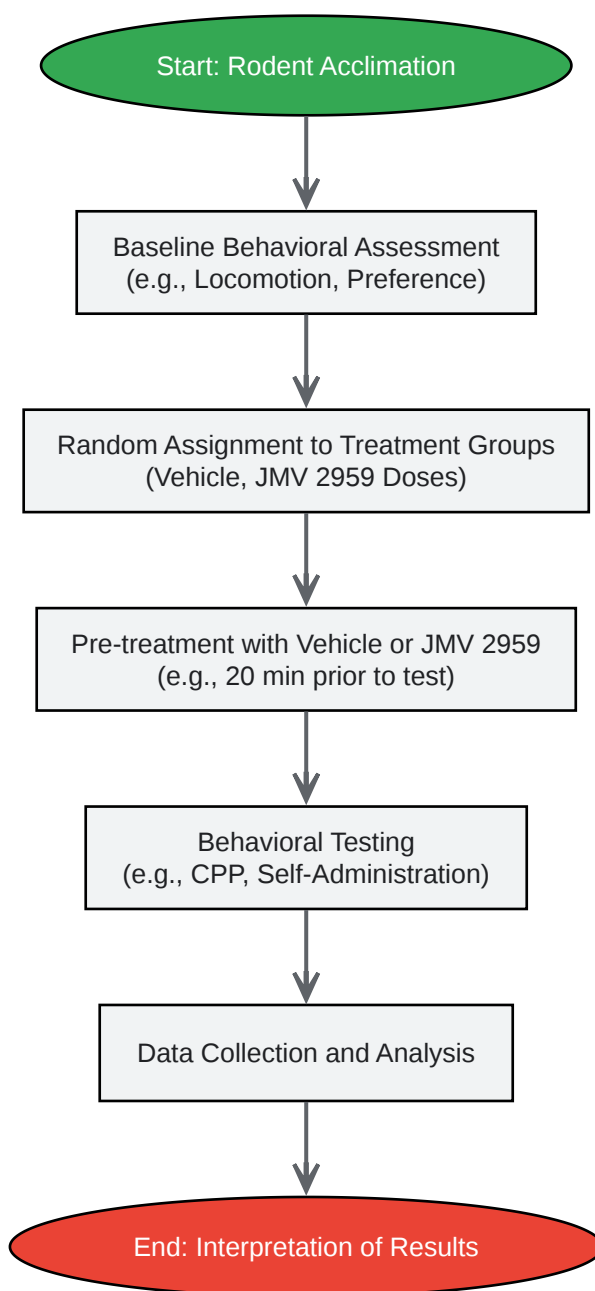 Start: Rodent Acclimation
Baseline Behavioral Assessment
(e.g., Locomotion, Preference)
Random Assignment to Treatment Groups
(Vehicle, JMV 2959 Doses)
Pre-treatment with Vehicle or JMV 2959
(e.g., 20 min prior to test)
Behavioral Testing
(e.g., CPP, Self-Administration)
Data Collection and Analysis
End: Interpretation of Results